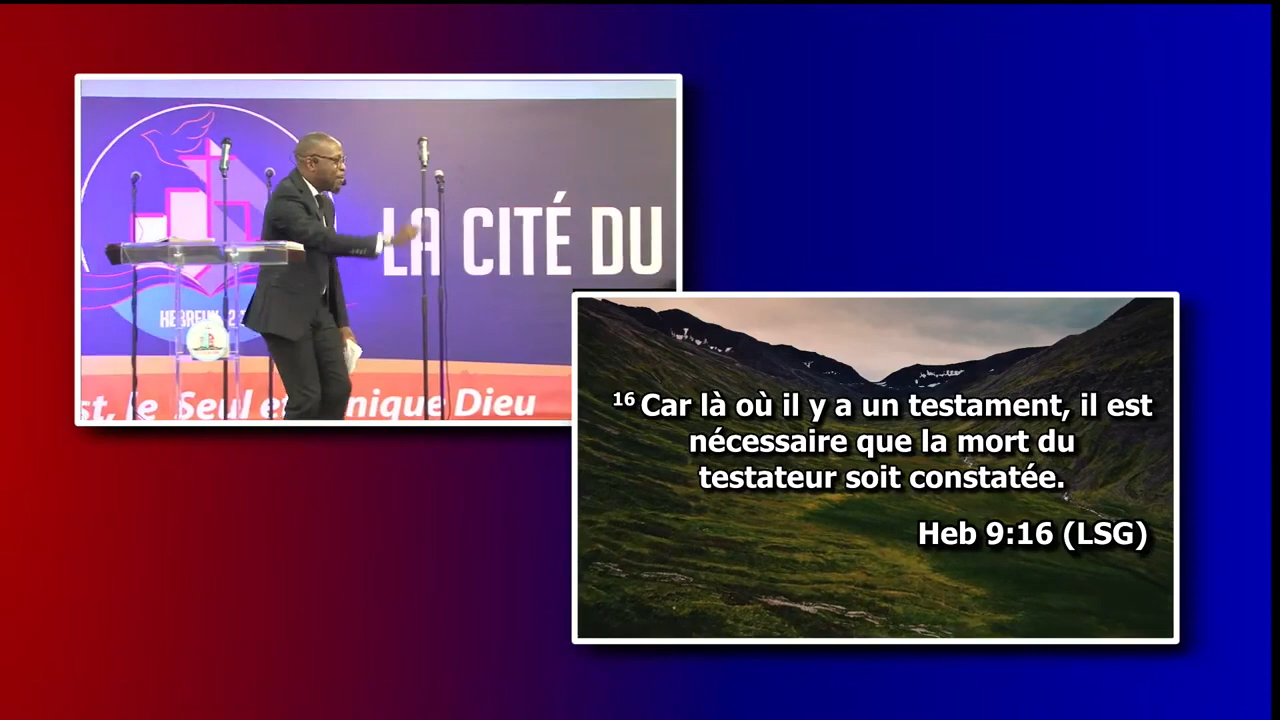 LA CITÉ DU
st, le Seul et nique Dieu
16 Car là où il y a un testament, il est
nécessaire que la mort du
testateur soit constatée.
Heb 9:16 (LSG)